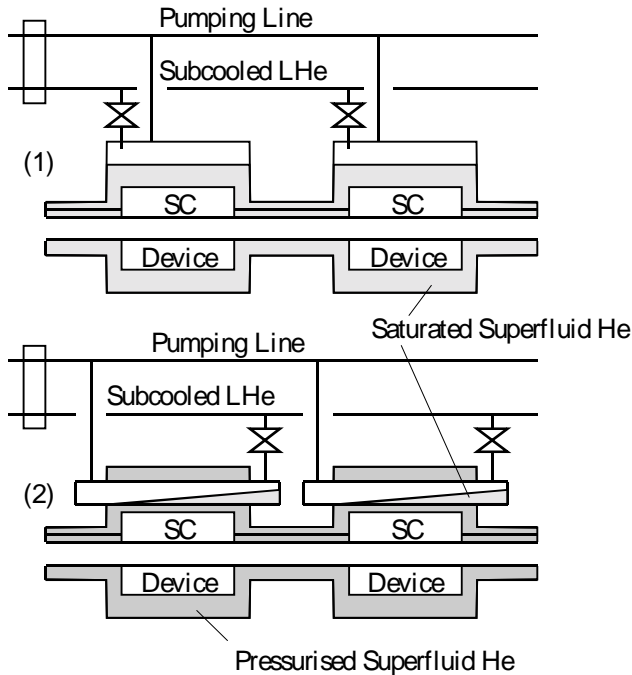 Pumping Line
Subcooled LHe
(1)
SC SC
Device Device
Saturated Superfluid He
Pumping Line
Subcooled LHe
(2)
SC SC
Device Device
Pressurised Superfluid He